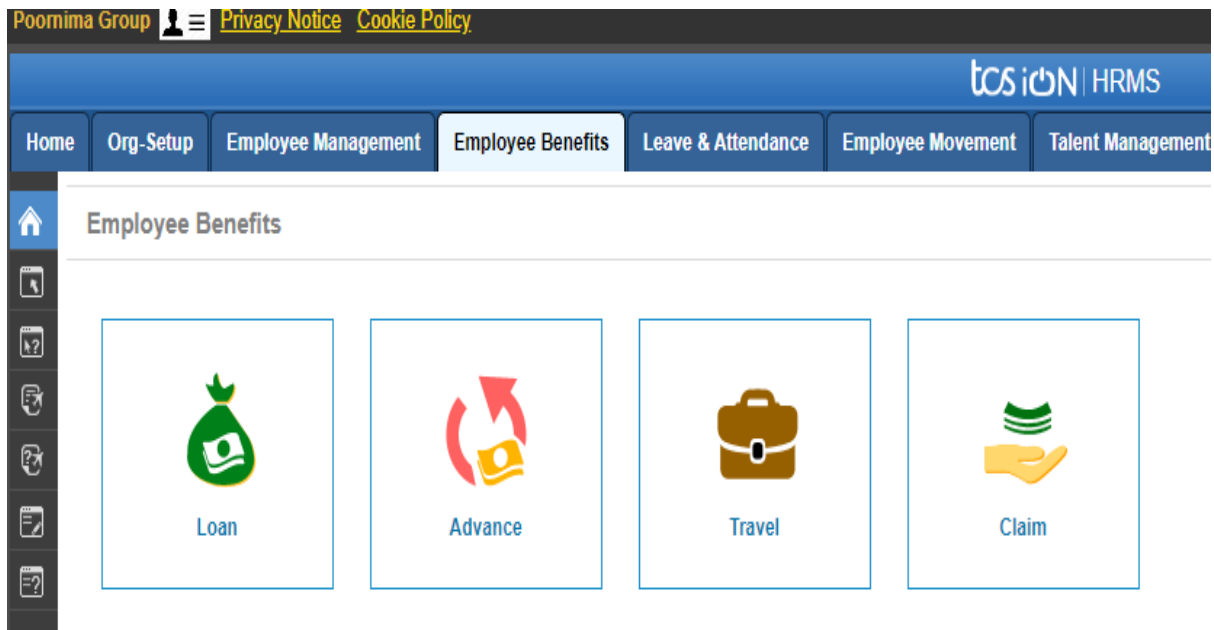 Poornima Group Privacy Notice Cookie Policy
tcs iON | HRMS
Home Org-Setup Employee Management Employee Benefits Leave & Attendance Employee Movement Talent Management
Employee Benefits
Loan Advance Travel Claim